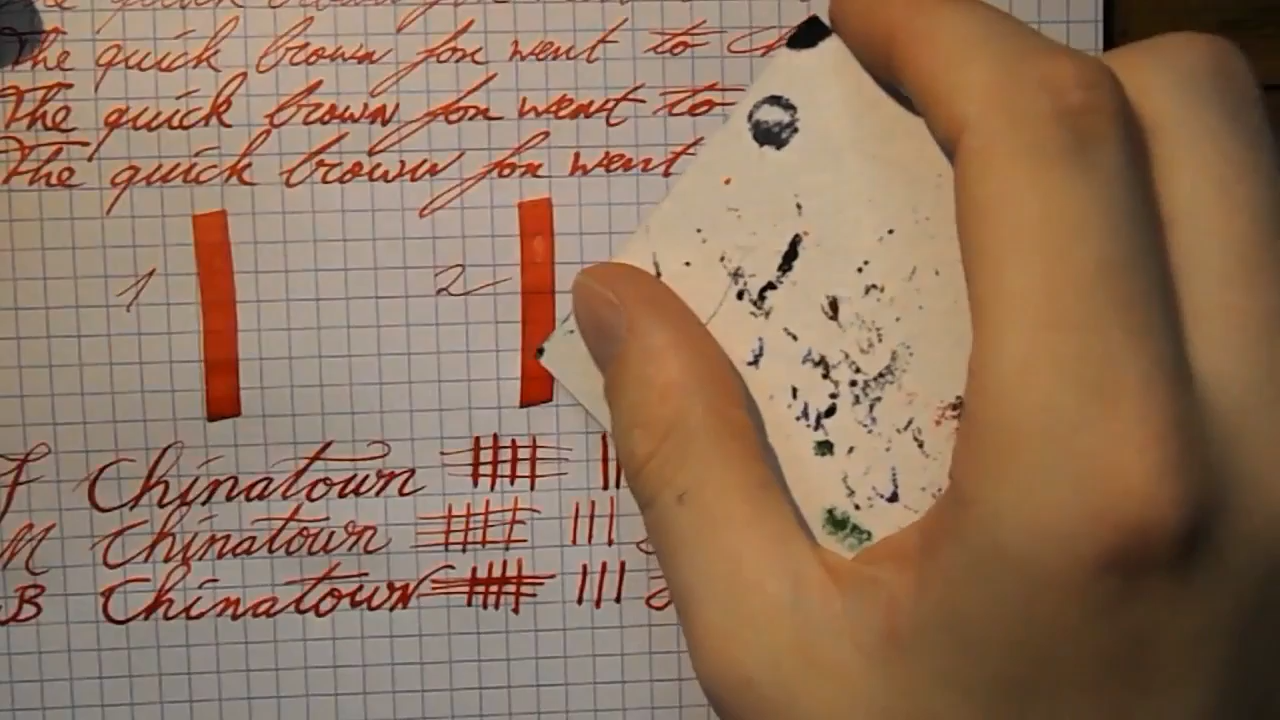 The quick brown fox went to
The quick brown fox went to
The quick brown fox went
1 2
F Chinatown
M Chinatown
B Chinatown